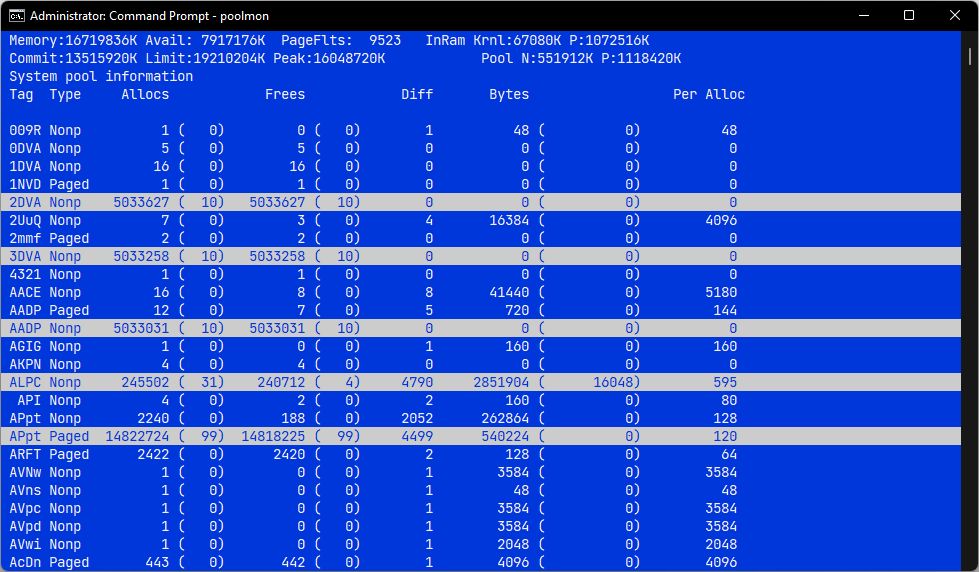 Administrator: Command Prompt - poolmon
Memory:16719836K Avail: 7917176K  PageFlts:  9523   InRam Krnl:67080K P:1072516K
Commit:13515920K Limit:19210204K Peak:16048720K            Pool N:551912K P:1118420K
System pool information
Tag  Type     Allocs            Frees            Diff       Bytes                  Per Alloc
009R Nonp          1 (   0)         0 (   0)        1          48 (          0)         48
0DVA Nonp          5 (   0)         5 (   0)        0           0 (          0)          0
1DVA Nonp         16 (   0)        16 (   0)        0           0 (          0)          0
1NVD Paged         1 (   0)         1 (   0)        0           0 (          0)          0
2DVA Nonp    5033627 (  10)   5033627 (  10)        0           0 (          0)          0
2UuQ Nonp          7 (   0)         3 (   0)        4       16384 (          0)       4096
2mmf Paged         2 (   0)         2 (   0)        0           0 (          0)          0
3DVA Nonp    5033258 (  10)   5033258 (  10)        0           0 (          0)          0
4321 Nonp          1 (   0)         1 (   0)        0           0 (          0)          0
AACE Nonp         16 (   0)         8 (   0)        8       41440 (          0)       5180
AADP Paged        12 (   0)         7 (   0)        5         720 (          0)        144
AADP Nonp    5033031 (  10)   5033031 (  10)        0           0 (          0)          0
AGIG Nonp          1 (   0)         0 (   0)        1         160 (          0)        160
AKPN Nonp          4 (   0)         4 (   0)        0           0 (          0)          0
ALPC Nonp     245502 (  31)    240712 (   4)     4790     2851904 (      16048)        595
 API Nonp          4 (   0)         2 (   0)        2         160 (          0)         80
APpt Nonp       2240 (   0)       188 (   0)     2052      262864 (          0)        128
APpt Paged  14822724 (  99)  14818225 (  99)     4499      540224 (          0)        120
ARFT Paged      2422 (   0)      2420 (   0)        2         128 (          0)         64
AVNw Nonp          1 (   0)         0 (   0)        1        3584 (          0)       3584
AVns Nonp          1 (   0)         0 (   0)        1          48 (          0)         48
AVpc Nonp          1 (   0)         0 (   0)        1        3584 (          0)       3584
AVpd Nonp          1 (   0)         0 (   0)        1        3584 (          0)       3584
AVwi Nonp          1 (   0)         0 (   0)        1        2048 (          0)       2048
AcDn Paged       443 (   0)       442 (   0)        1        4096 (          0)       4096